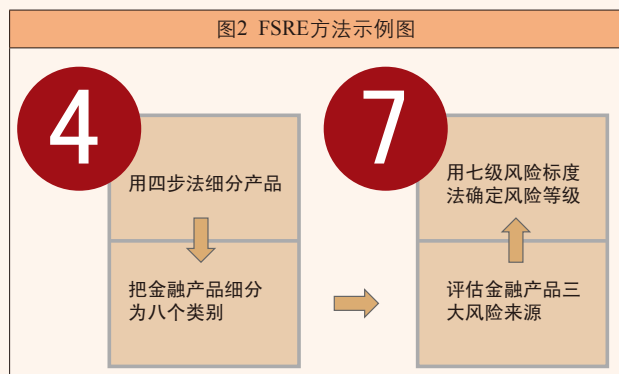 图2 FSRE方法示例图
4
用四步法细分产品
把金融产品细分
为八个类别
7
用七级风险标度
法确定风险等级
评估金融产品三
大风险来源